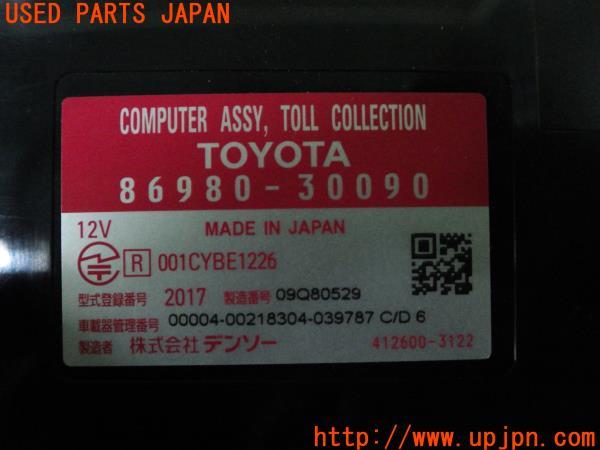 USED PARTS JAPAN
COMPUTER ASSY, TOLL COLLECTION
TOYOTA
86980-30090
12V MADE IN JAPAN
R 001CYBE1226
型式登録番号 2017 製造番号 09Q80529
車載器管理番号 00004-00218304-039787 C/D 6
製造者 株式会社 デンソー 412600-3122
http://www.upjpn.com/